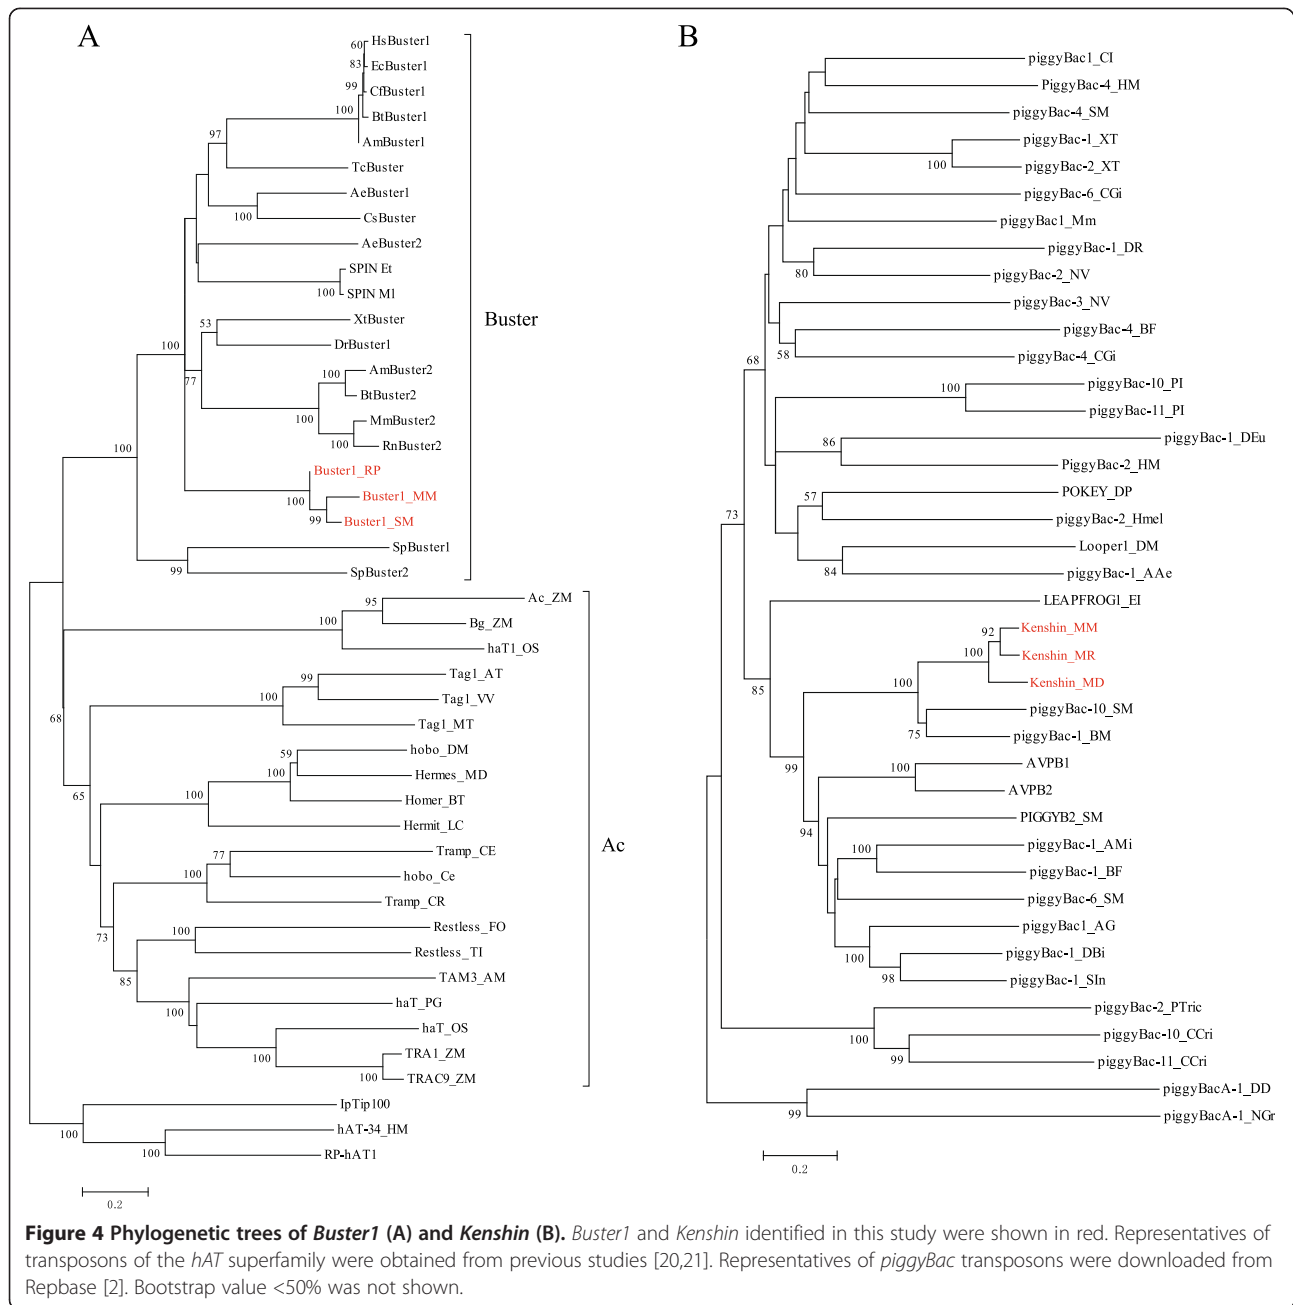 A
60
HsBuster1
83
EcBuster1
99
CfBuster1
100
BtBuster1
AmBuster1
97
TcBuster
AeBuster1
100
CsBuster
AeBuster2
SPIN Et
100
SPIN Ml
53
XtBuster
DrBuster1
100
77
100
AmBuster2
BtBuster2
100
MmBuster2
100
RnBuster2
100
Buster1_RP
100
Buster1_MM
99
Buster1_SM
SpBuster1
99
SpBuster2
Buster
95
Ac_ZM
100
Bg_ZM
haT1_OS
99
Tag1_AT
100
Tag1_VV
Tag1_MT
68
59
hobo_DM
100
Hermes_MD
65
100
Homer_BT
Hermit_LC
77
Tramp_CE
100
hobo_Ce
Tramp_CR
73
100
Restless_FO
Restless_TI
85
TAM3_AM
100
haT_PG
haT_OS
100
TRA1_ZM
100
TRAC9_ZM
Ac
IpTip100
100
hAT-34_HM
100
RP-hAT1
0.2
B
piggyBac1_CI
PiggyBac-4_HM
piggyBac-4_SM
piggyBac-1_XT
100
piggyBac-2_XT
piggyBac-6_CGi
piggyBac1_Mm
piggyBac-1_DR
80
piggyBac-2_NV
piggyBac-3_NV
piggyBac-4_BF
58
piggyBac-4_CGi
68
100
piggyBac-10_PI
piggyBac-11_PI
86
piggyBac-1_DEu
PiggyBac-2_HM
57
POKEY_DP
piggyBac-2_Hmel
73
Looper1_DM
84
piggyBac-1_AAe
LEAPFROG1_EI
92
Kenshin_MM
100
Kenshin_MR
100
Kenshin_MD
85
piggyBac-10_SM
75
piggyBac-1_BM
99
100
AVPB1
AVPB2
94
PIGGYB2_SM
100
piggyBac-1_AMi
piggyBac-1_BF
piggyBac-6_SM
piggyBac1_AG
100
piggyBac-1_DBi
98
piggyBac-1_SIn
piggyBac-2_PTric
100
piggyBac-10_CCri
99
piggyBac-11_CCri
piggyBacA-1_DD
99
piggyBacA-1_NGr
0.2
Figure 4 Phylogenetic trees of Buster1 (A) and Kenshin (B). Buster1 and Kenshin identified in this study were shown in red. Representatives of
transposons of the hAT superfamily were obtained from previous studies [20,21]. Representatives of piggyBac transposons were downloaded from
Repbase [2]. Bootstrap value <50% was not shown.